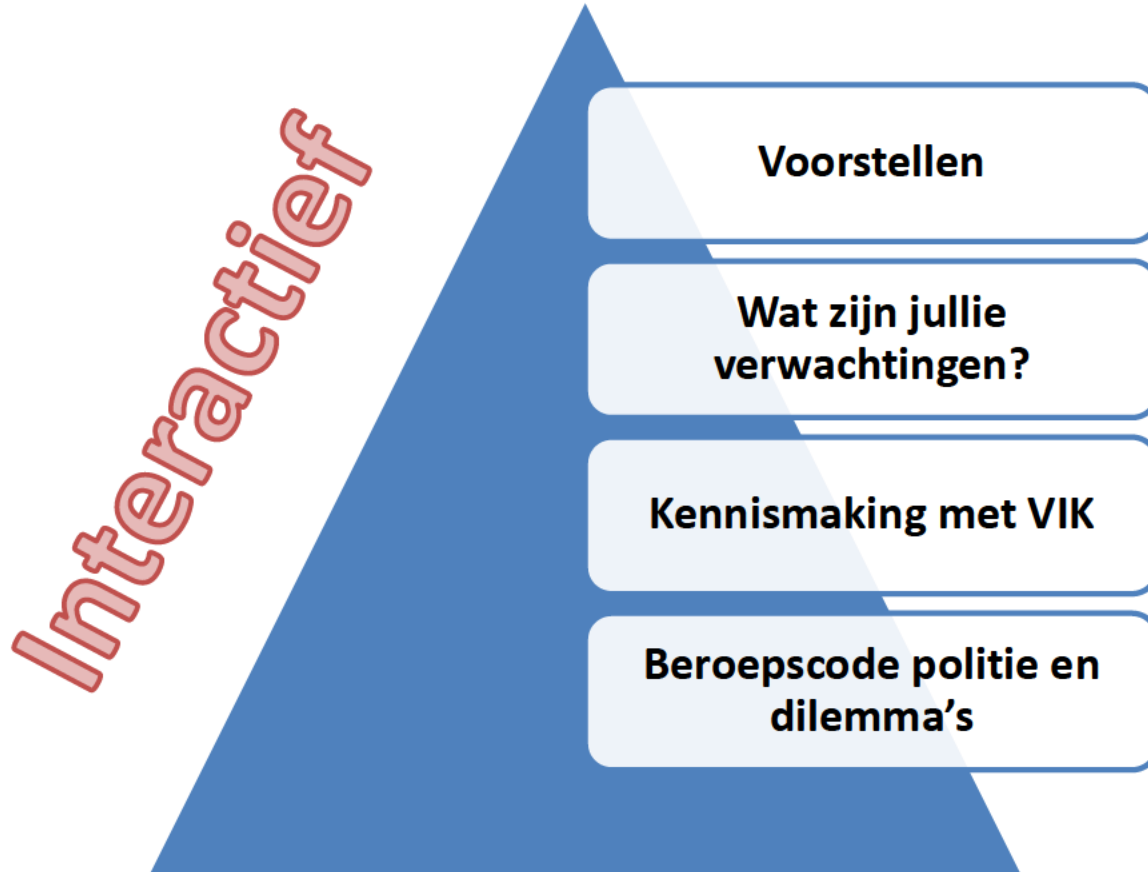 Interactief
Voorstellen
Wat zijn jullie
verwachtingen?
Kennismaking met VIK
Beroepscode politie en
dilemma’s